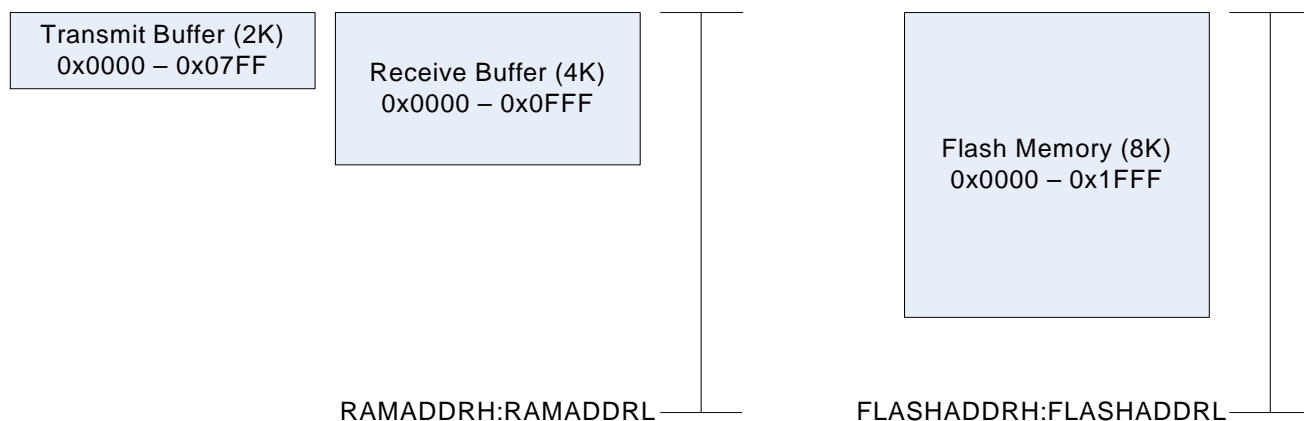 Transmit Buffer (2K)
0x0000 – 0x07FF
Receive Buffer (4K)
0x0000 – 0x0FFF
Flash Memory (8K)
0x0000 – 0x1FFF
RAMADDRH:RAMADDRL
FLASHADDRH:FLASHADDRL